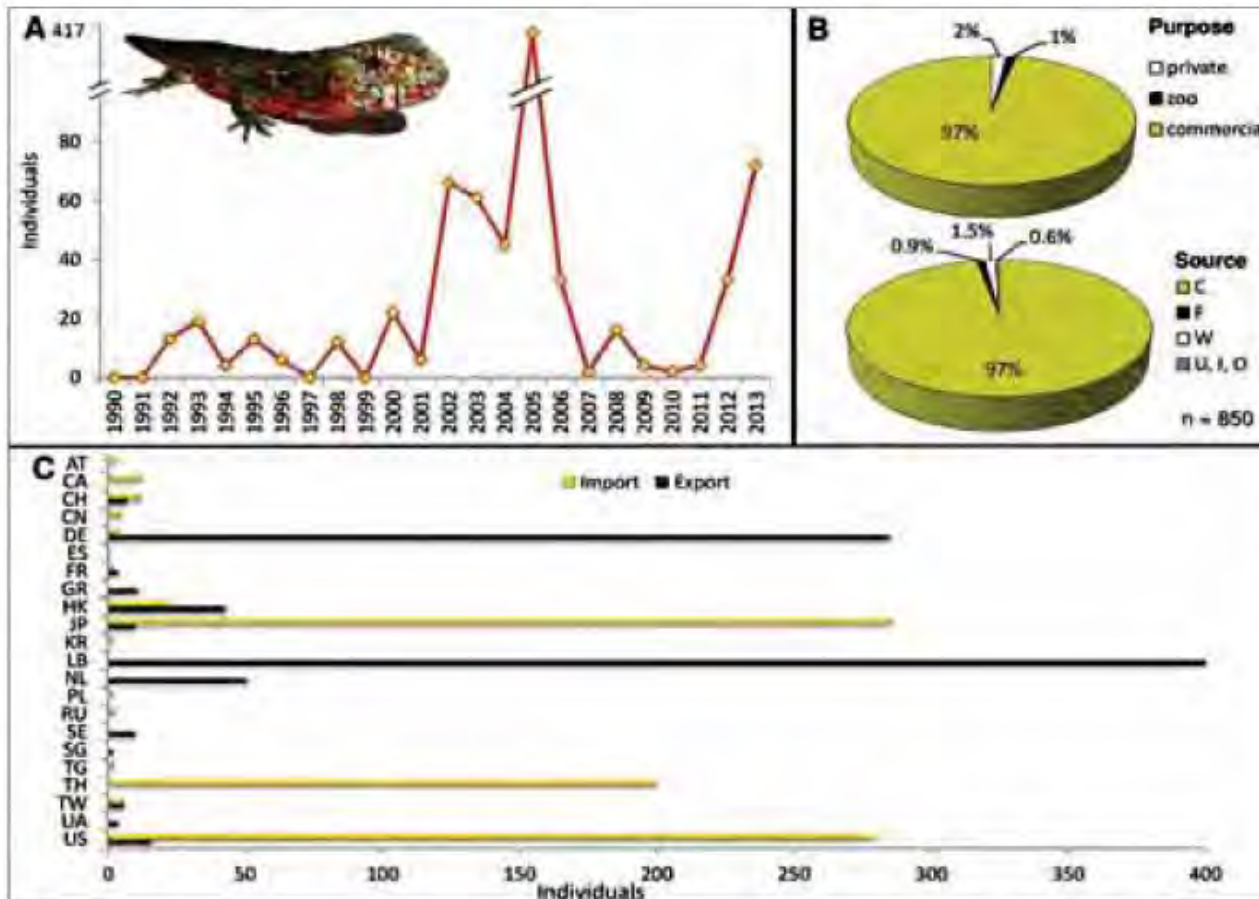 A
417
80
60
40
20
0
Individuals
1990
1991
1992
1993
1994
1995
1996
1997
1998
1999
2000
2001
2002
2003
2004
2005
2006
2007
2008
2009
2010
2011
2012
2013
B
Purpose
2%
1%
97%
private
zoo
commercia
Source
0.9%
1.5%
0.6%
97%
C
F
W
U, I, O
n = 850
C
Import
Export
AT
CA
CH
CN
DE
ES
FR
GR
HK
JP
KR
LB
NL
PL
RU
SE
SG
TG
TH
TW
UA
US
0
50
100
150
200
250
300
350
400
Individuals